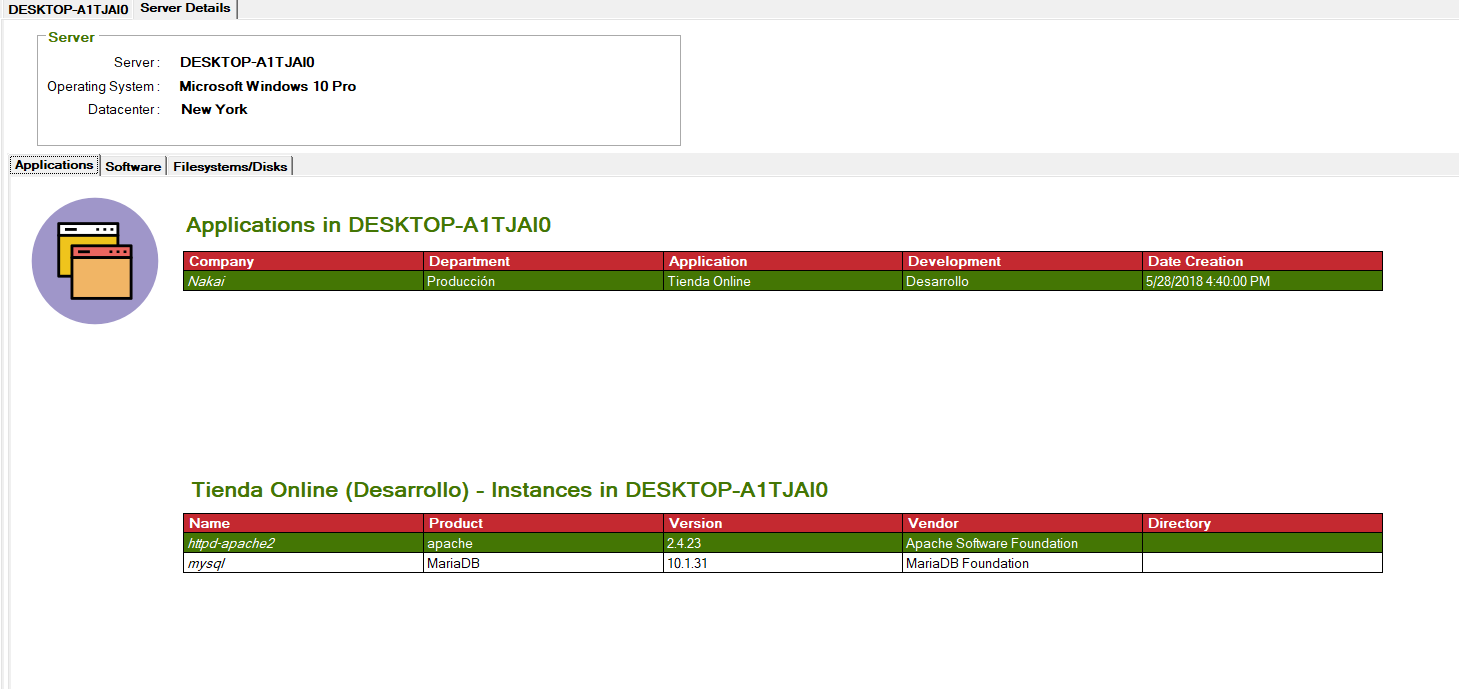 DESKTOP-A1TJAI0 Server Details
Server
Server : DESKTOP-A1TJAI0
Operating System : Microsoft Windows 10 Pro
Datacenter : New York
Applications Software Filesystems/Disks
Applications in DESKTOP-A1TJAI0
Company Department Application Development Date Creation
Nakai Producción Tienda Online Desarrollo 5/28/2018 4:40:00 PM
Tienda Online (Desarrollo) - Instances in DESKTOP-A1TJAI0
Name Product Version Vendor Directory
httpd-apache2 apache 2.4.23 Apache Software Foundation
mysql MariaDB 10.1.31 MariaDB Foundation